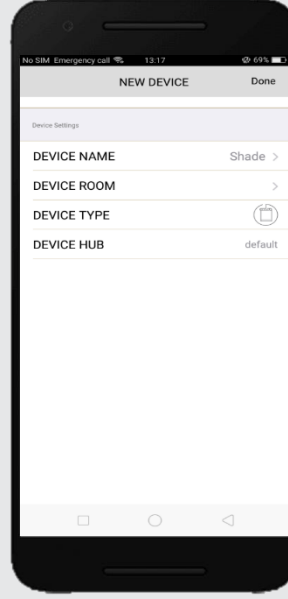 No SIM Emergency call 13:17 69%
NEW DEVICE Done
Device Settings
DEVICE NAME Shade >
DEVICE ROOM >
DEVICE TYPE
DEVICE HUB default